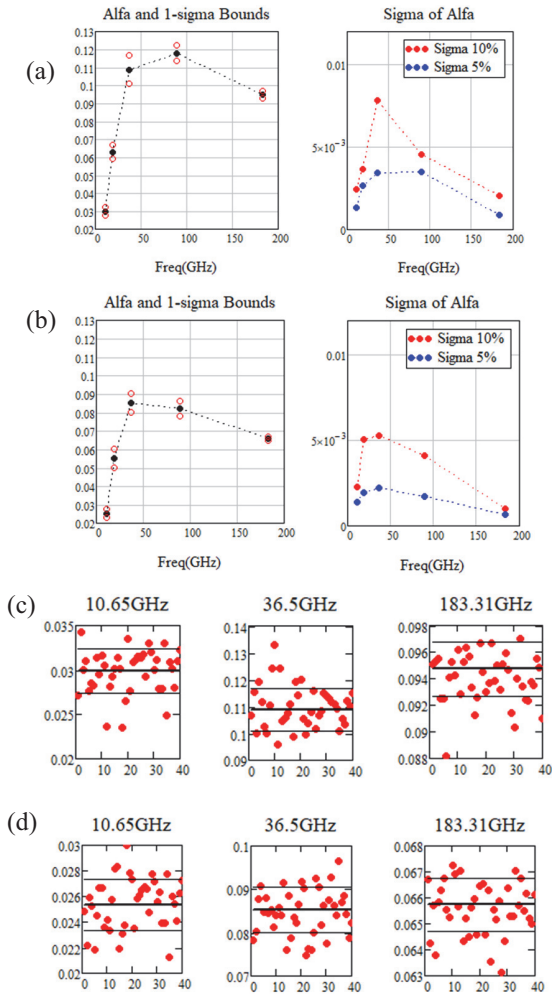 Alfa and 1-sigma Bounds
Sigma of Alfa
(a)
0.13
0.12
0.11
0.1
0.09
0.08
0.07
0.06
0.05
0.04
0.03
0.02
0 50 100 150 200
Freq(GHz)
0.01
5×10⁻³
0
Sigma 10%
Sigma 5%
0 50 100 150 200
Freq(GHz)
(b)
Alfa and 1-sigma Bounds
Sigma of Alfa
0.13
0.12
0.11
0.1
0.09
0.08
0.07
0.06
0.05
0.04
0.03
0.02
0 50 100 150 200
Freq(GHz)
0.01
5×10⁻³
0
Sigma 10%
Sigma 5%
0 50 100 150 200
Freq(GHz)
(c)
10.65GHz
36.5GHz
183.31GHz
0.035
0.03
0.025
0.02
0 10 20 30 40
0.14
0.13
0.12
0.11
0.1
0.09
0 10 20 30 40
0.098
0.096
0.094
0.092
0.09
0.088
0 10 20 30 40
(d)
10.65GHz
36.5GHz
183.31GHz
0.03
0.028
0.026
0.024
0.022
0.02
0 10 20 30 40
0.1
0.09
0.08
0.07
0 10 20 30 40
0.068
0.067
0.066
0.065
0.064
0.063
0 10 20 30 40